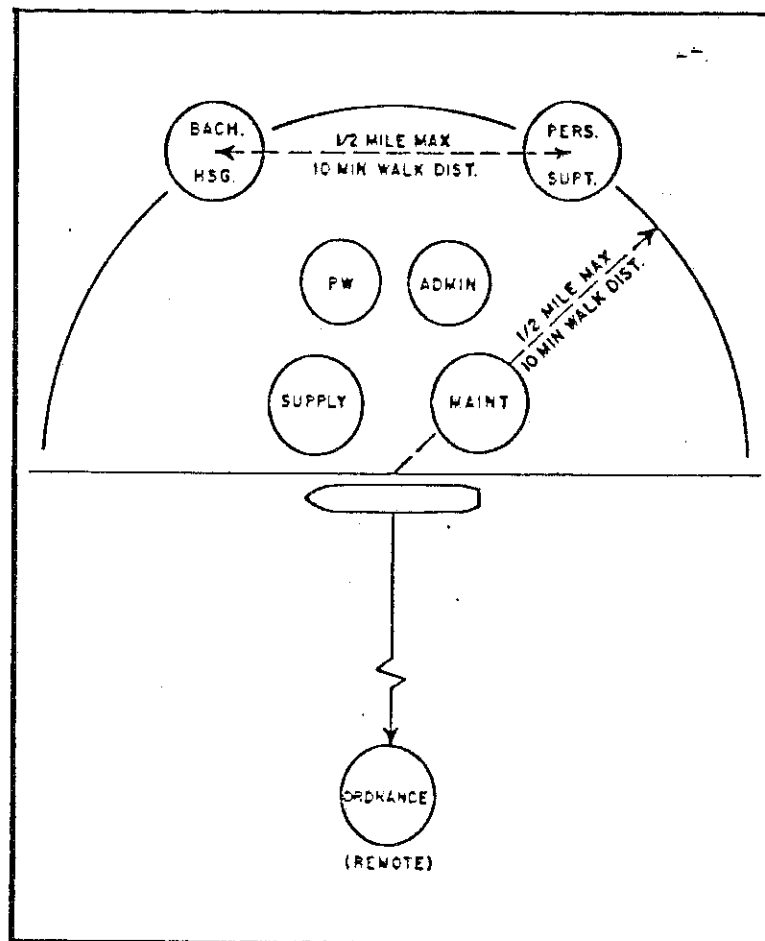 BACH.
HSG.
1/2 MILE MAX
10 MIN WALK DIST.
PERS.
SUPT.
PW
ADMIN
1/2 MILE MAX
10 MIN WALK DIST.
SUPPLY
MAINT
ORDNANCE
(REMOTE)